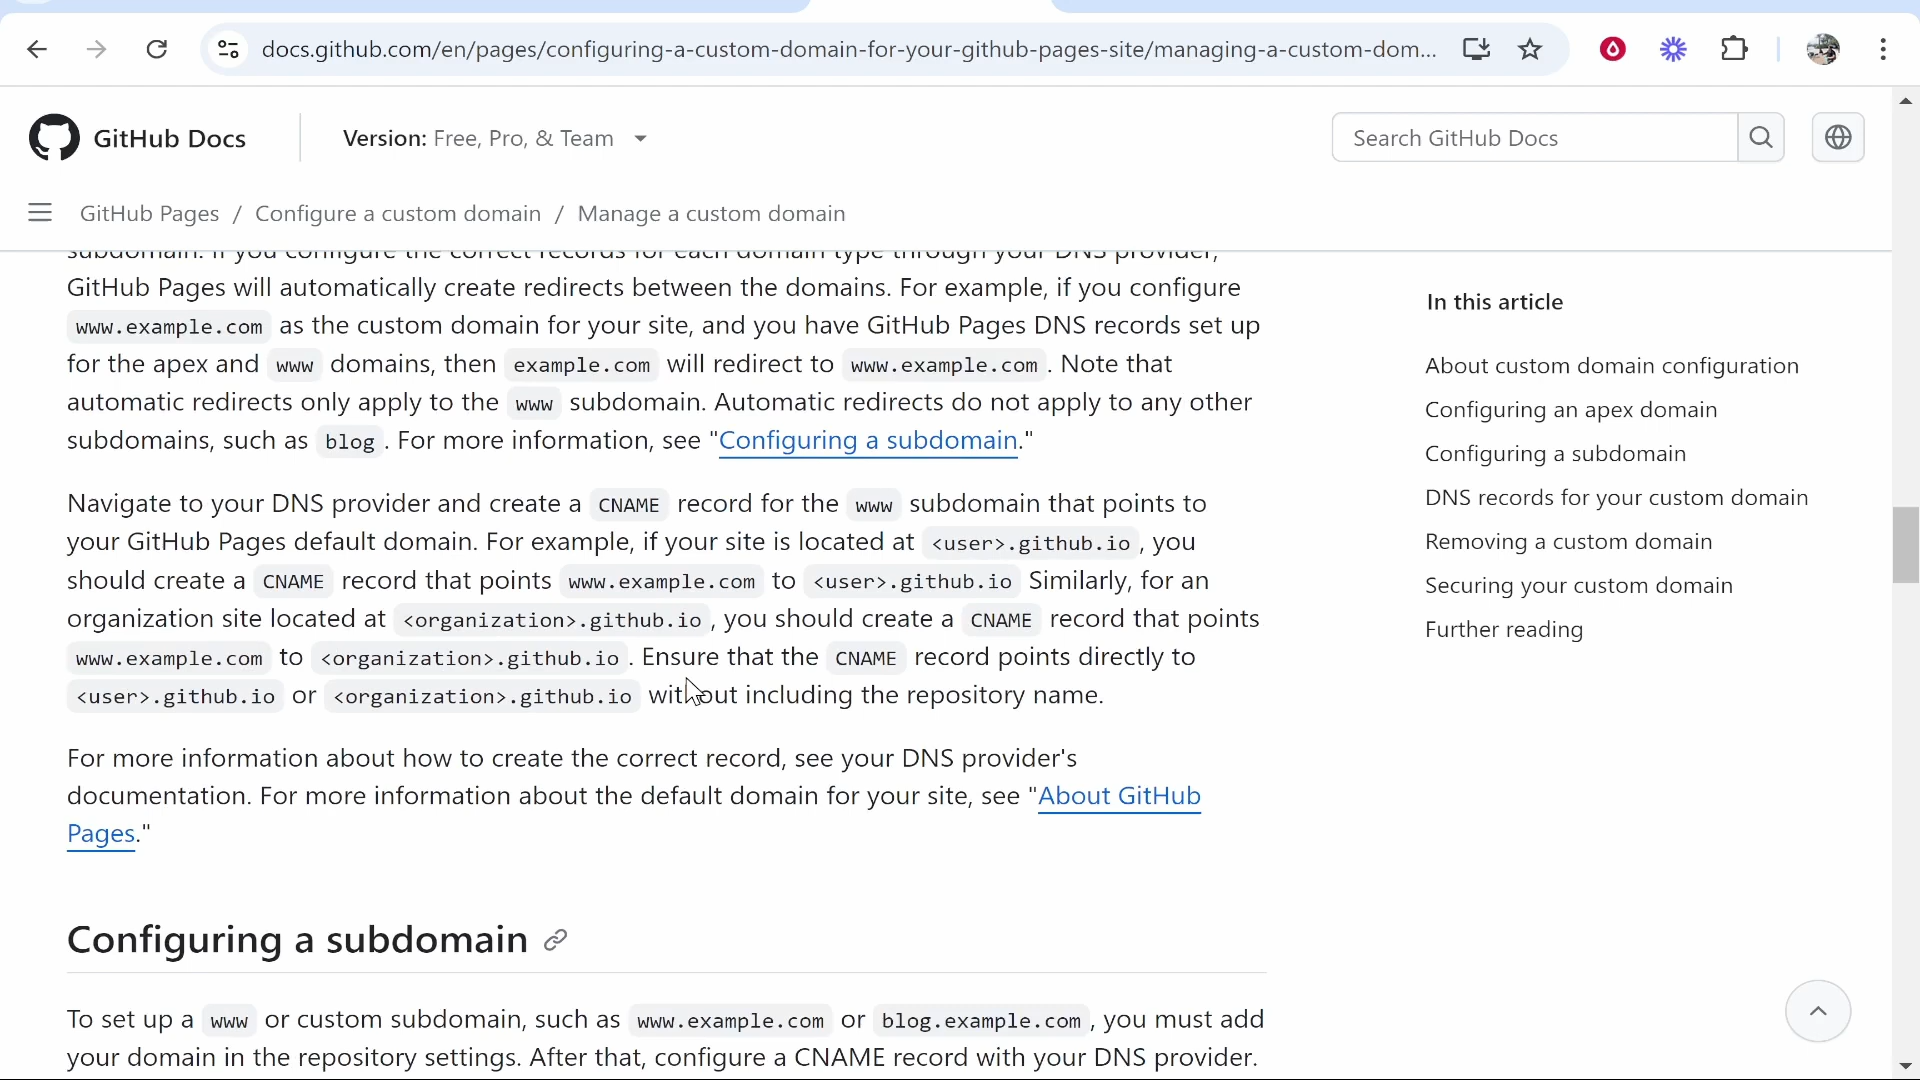 docs.github.com/en/pages/configuring-a-custom-domain-for-your-github-pages-site/managing-a-custom-dom...
GitHub Docs
Version: Free, Pro, & Team
Search GitHub Docs
GitHub Pages / Configure a custom domain / Manage a custom domain
subdomain. If you configure the correct records for each domain type through your DNS provider,
GitHub Pages will automatically create redirects between the domains. For example, if you configure
www.example.com as the custom domain for your site, and you have GitHub Pages DNS records set up
for the apex and www domains, then example.com will redirect to www.example.com. Note that
automatic redirects only apply to the www subdomain. Automatic redirects do not apply to any other
subdomains, such as blog. For more information, see "Configuring a subdomain."
Navigate to your DNS provider and create a CNAME record for the www subdomain that points to
your GitHub Pages default domain. For example, if your site is located at <user>.github.io, you
should create a CNAME record that points www.example.com to <user>.github.io Similarly, for an
organization site located at <organization>.github.io, you should create a CNAME record that points
www.example.com to <organization>.github.io. Ensure that the CNAME record points directly to
<user>.github.io or <organization>.github.io without including the repository name.
For more information about how to create the correct record, see your DNS provider's
documentation. For more information about the default domain for your site, see "About GitHub
Pages."
Configuring a subdomain
To set up a www or custom subdomain, such as www.example.com or blog.example.com, you must add
your domain in the repository settings. After that, configure a CNAME record with your DNS provider.
In this article
About custom domain configuration
Configuring an apex domain
Configuring a subdomain
DNS records for your custom domain
Removing a custom domain
Securing your custom domain
Further reading